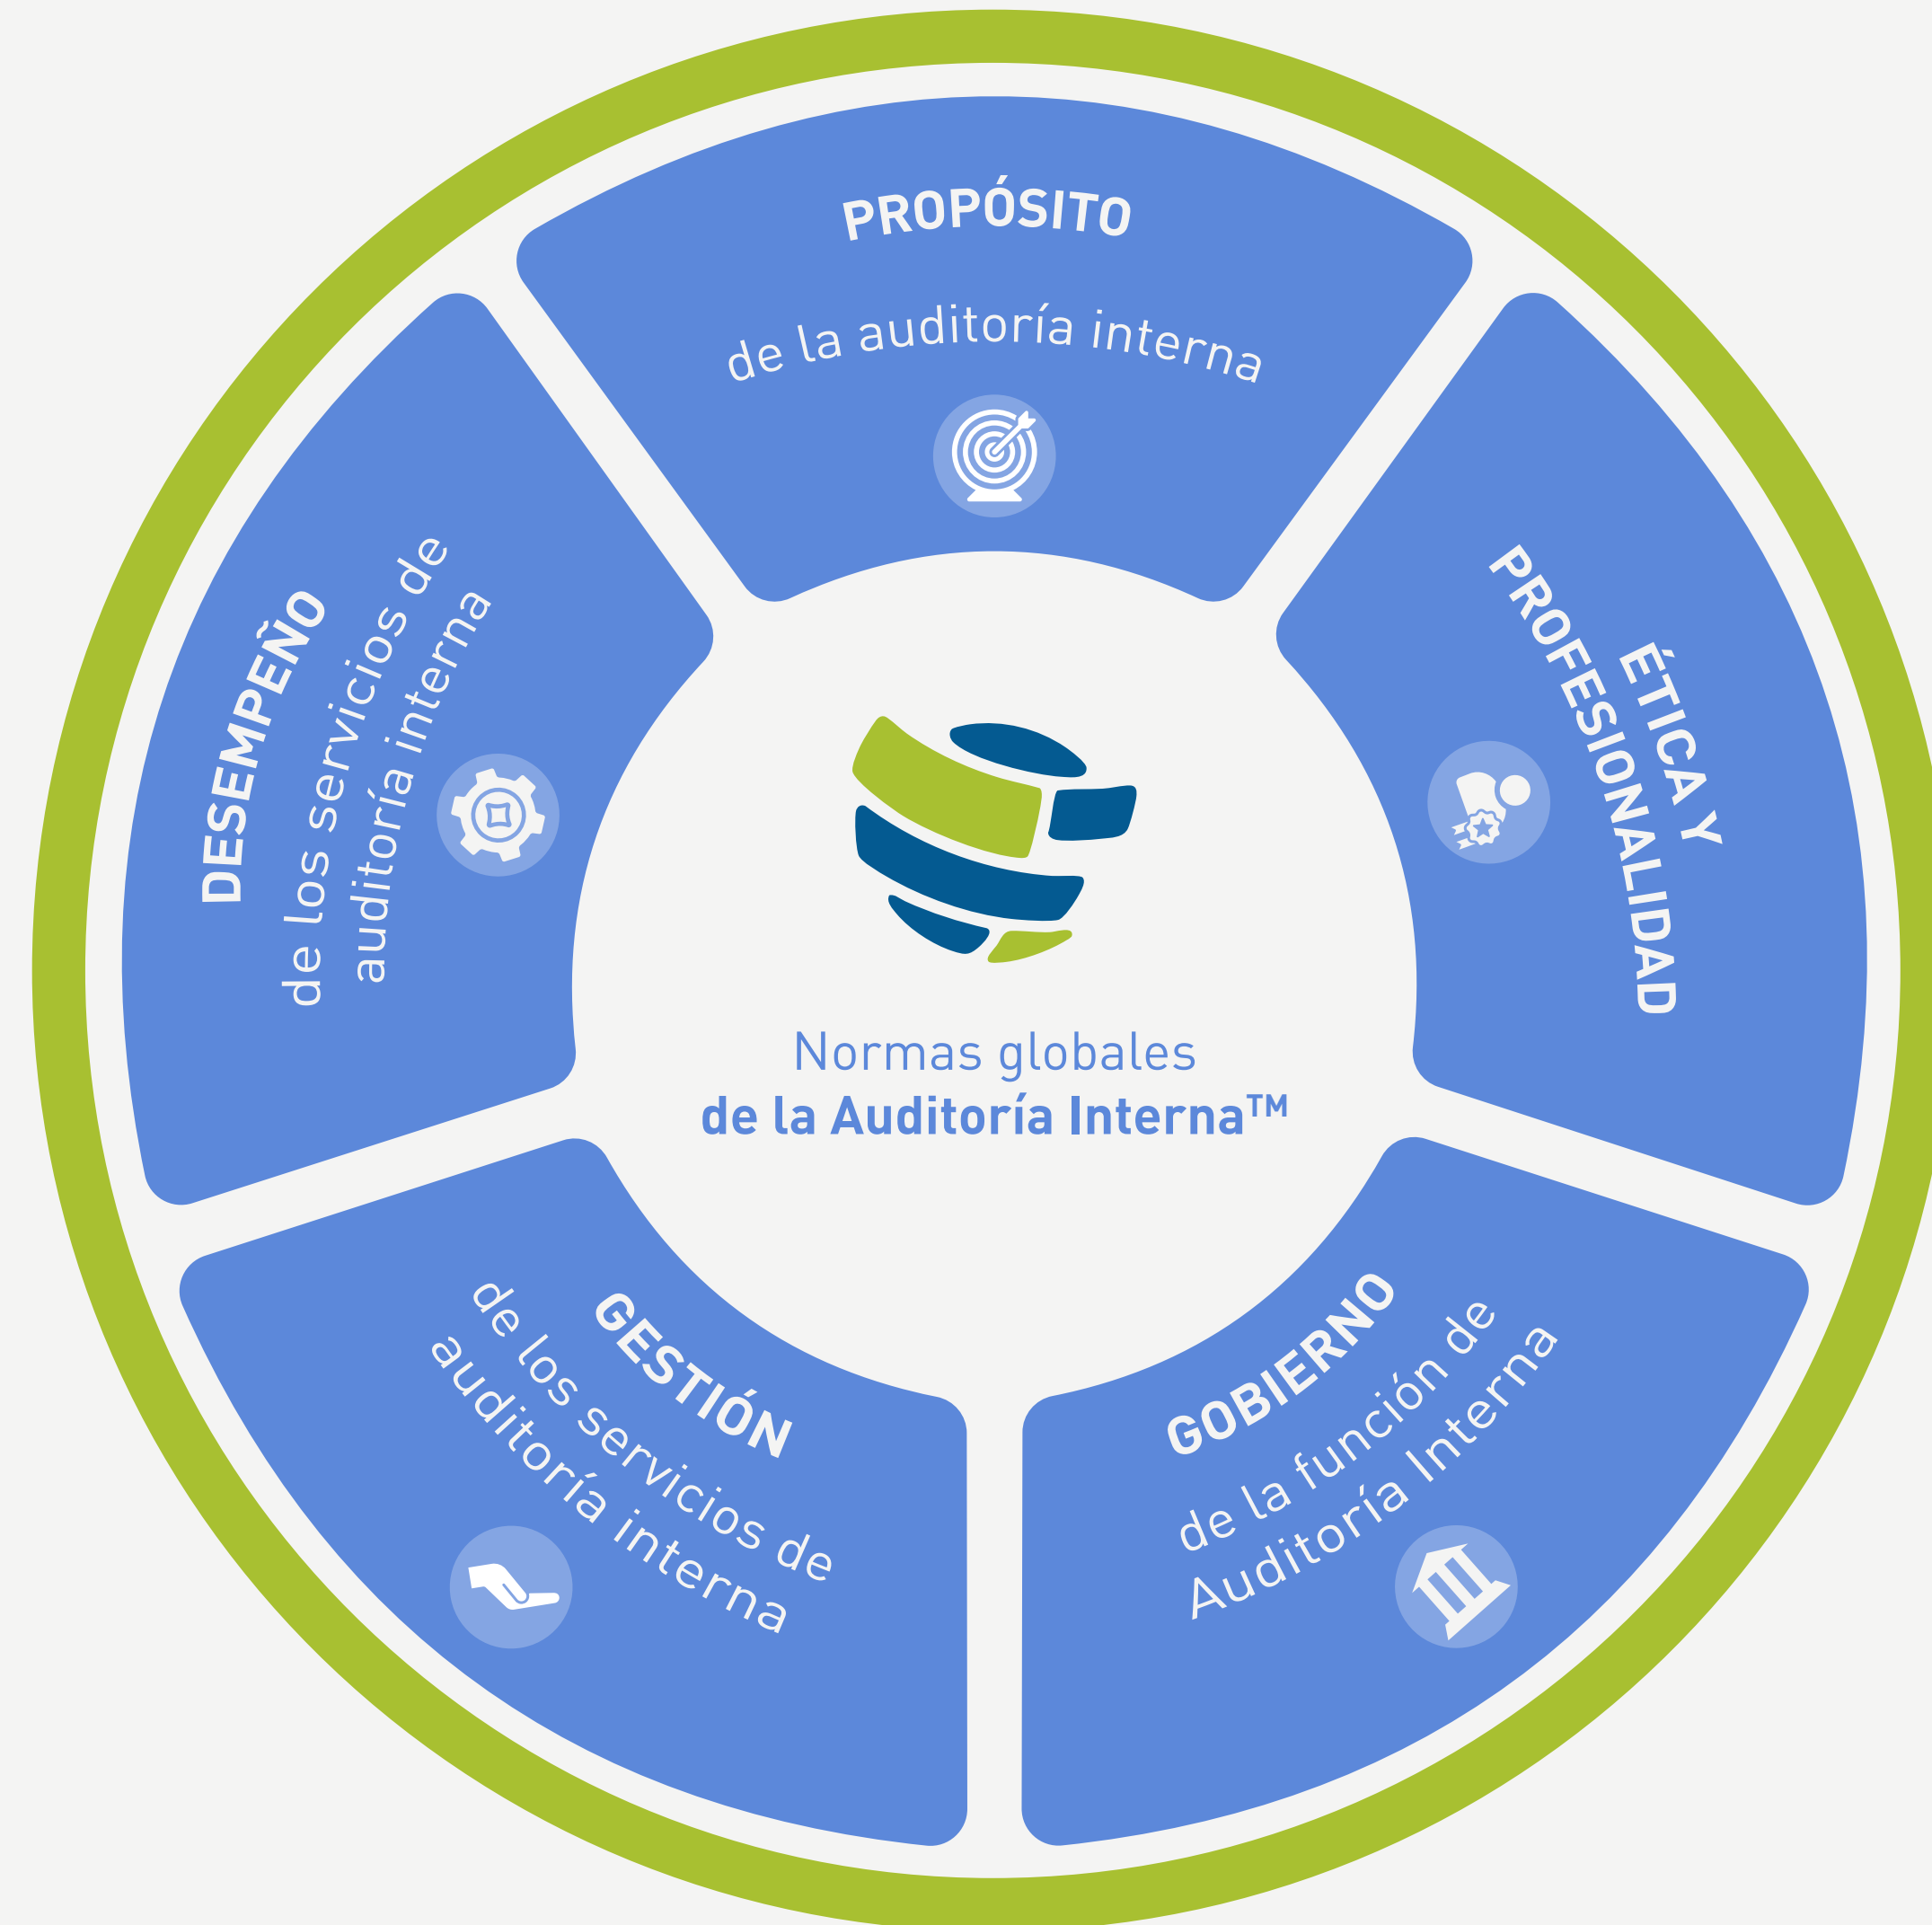 PROPÓSITO
de la auditoría interna
ÉTICA Y
PROFESIONALIDAD
GOBIERNO
de la función de
Auditoría Interna
GESTIÓN
de los servicios de
auditoría interna
DESEMPEÑO
de los servicios de
auditoría interna
Normas globales
de la Auditoría Interna™